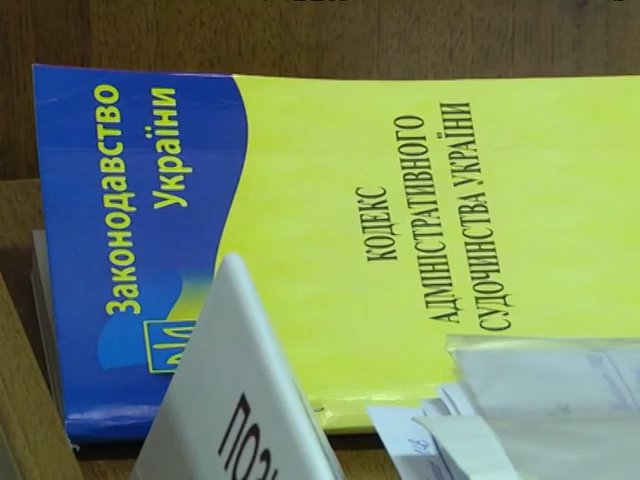 Законодавство
України
КОДЕКС
АДМІНІСТРАТИВНОГО
СУДОЧИНСТВА УКРАЇНИ